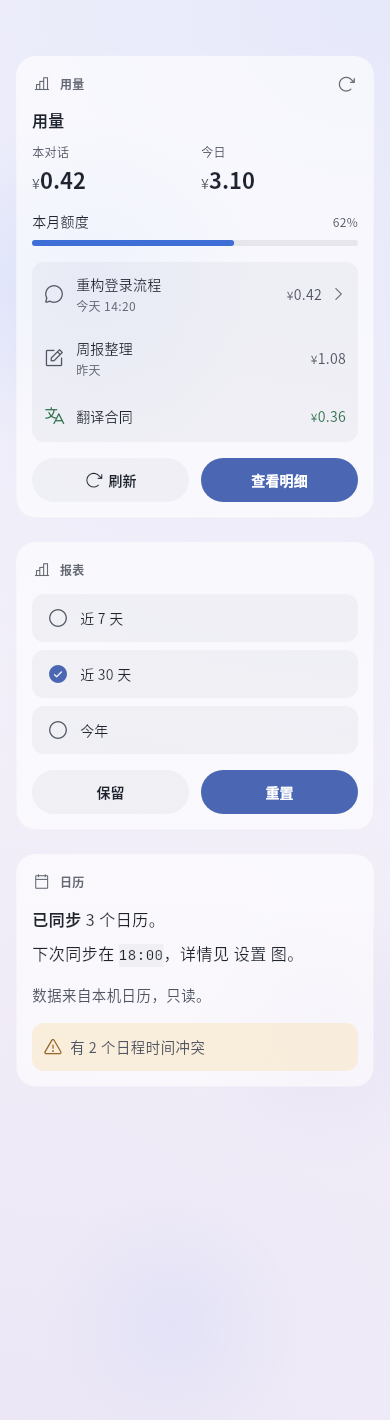 用量
用量
本对话 今日
¥0.42 ¥3.10
本月额度 62%
重构登录流程
今天 14:20
¥0.42
周报整理
昨天
¥1.08
翻译合同 ¥0.36
刷新 查看明细
报表
近 7 天
近 30 天
今年
保留 重置
日历
已同步 3 个日历。
下次同步在 18:00，详情见 设置 图。
数据来自本机日历，只读。
有 2 个日程时间冲突